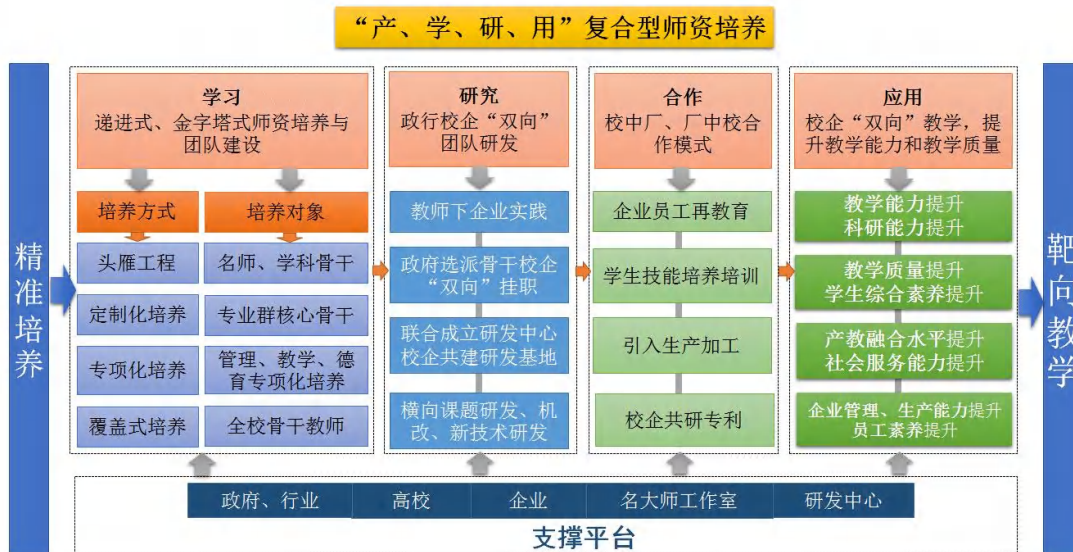 “产、学、研、用”复合型师资培养
精准培养
学习
递进式、金字塔式师资培养与
团队建设
培养方式
培养对象
头雁工程
名师、学科骨干
定制化培养
专业群核心骨干
专项化培养
管理、教学、德
育专项化培养
覆盖式培养
全校骨干教师
研究
政行校企“双向”
团队研发
教师下企业实践
政府选派骨干校企
“双向”挂职
联合成立研发中心
校企共建研发基地
横向课题研发、机
改、新技术研发
合作
校中厂、厂中校合
作模式
企业员工再教育
学生技能培养培训
引入生产加工
校企共研专利
应用
校企“双向”教学，提
升教学能力和教学质量
教学能力提升
科研能力提升
教学质量提升
学生综合素养提升
产教融合水平提升
社会服务能力提升
企业管理、生产能力提升
员工素养提升
靶向教学
政府、行业
高校
企业
名大师工作室
研发中心
支撑平台